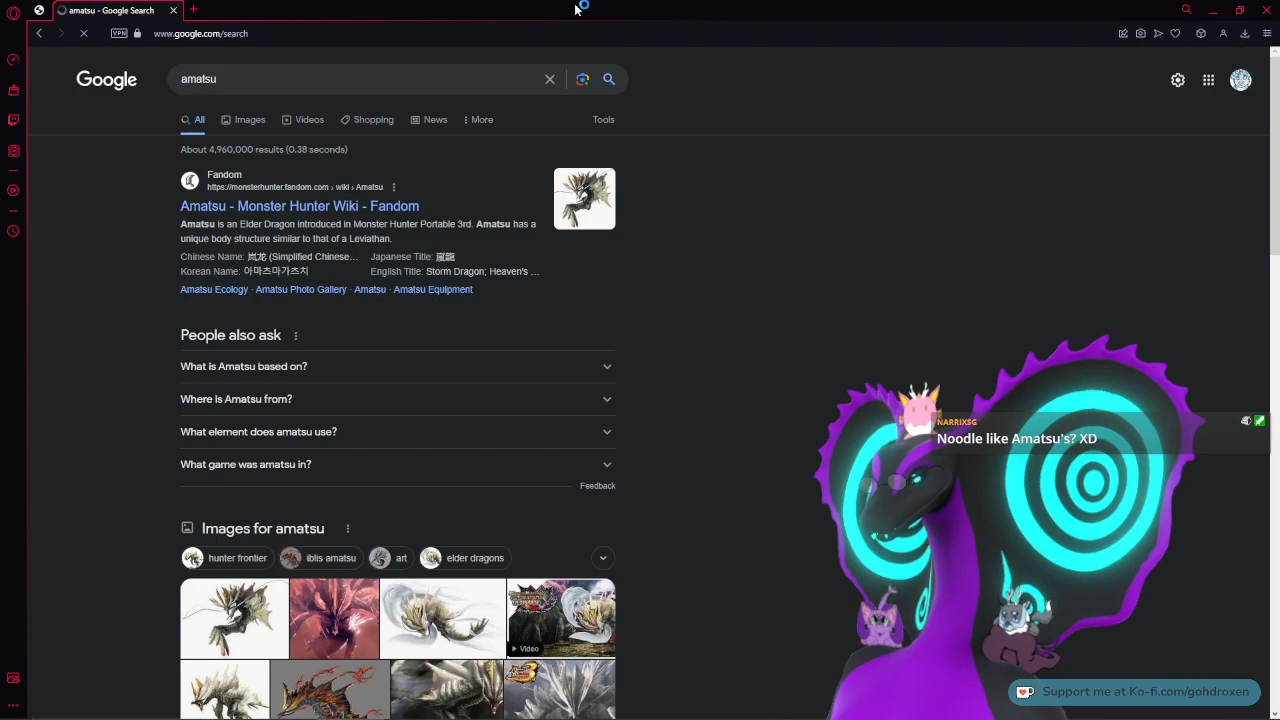 amatsu - Google Search
VPN
www.google.com/search
Google
amatsu
All
Images
Videos
Shopping
News
More
Tools
About 4,960,000 results (0.38 seconds)
Fandom
https://monsterhunter.fandom.com › wiki › Amatsu
Amatsu - Monster Hunter Wiki - Fandom
Amatsu is an Elder Dragon introduced in Monster Hunter Portable 3rd. Amatsu has a
unique body structure similar to that of a Leviathan.
Chinese Name: 岚龙 (Simplified Chinese... Japanese Title: 嵐龍
Korean Name: 아마츠마가츠치 English Title: Storm Dragon; Heaven's ...
Amatsu Ecology · Amatsu Photo Gallery · Amatsu · Amatsu Equipment
People also ask
What is Amatsu based on?
Where is Amatsu from?
What element does amatsu use?
What game was amatsu in?
Feedback
Images for amatsu
hunter frontier
iblis amatsu
art
elder dragons
Video
NARRIXSG
Noodle like Amatsu's? XD
Support me at Ko-fi.com/gohdroxen